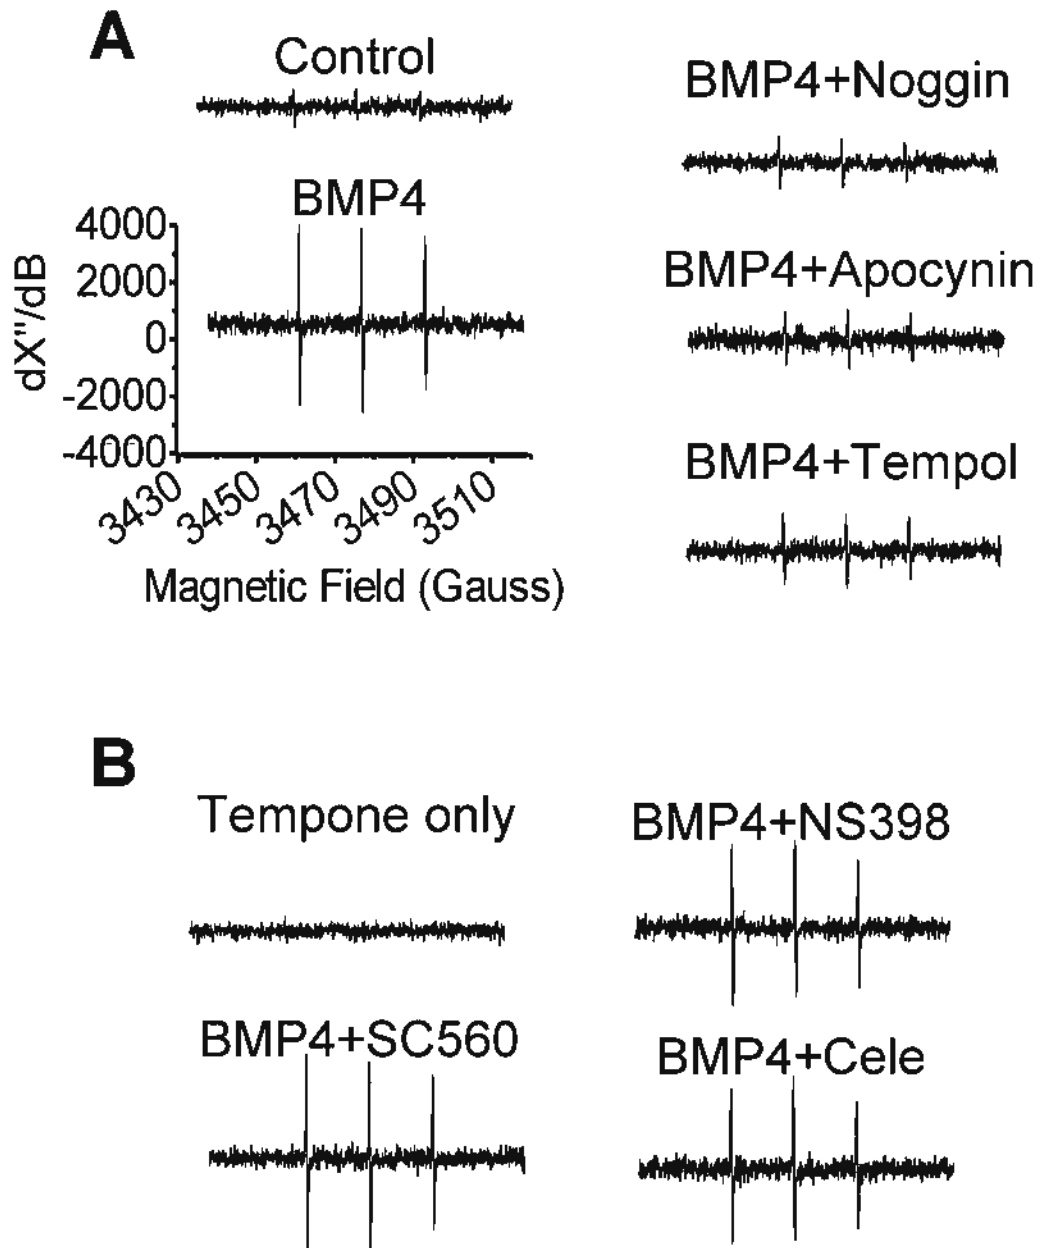 A
Control
BMP4+Noggin
BMP4
4000
2000
0
-2000
-4000
dX"/dB
3430
3450
3470
3490
3510
Magnetic Field (Gauss)
BMP4+Apocynin
BMP4+Tempol
B
Tempone only
BMP4+NS398
BMP4+SC560
BMP4+Cele